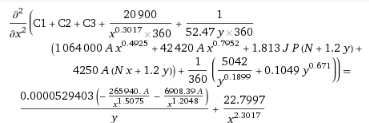 ∂²/∂x² (C1 + C2 + C3 + 20 900/(x^0.3017 × 360) + 1/(52.47 y × 360)
(1 064 000 A x^0.4925 + 42 420 A x^0.7952 + 1.813 J P (N + 1.2 y) +
4250 A (N x + 1.2 y)) + 1/360 (5042/y^0.1899 + 0.1049 y^0.671)) =
0.0000529403 (− 265940. A/x^1.5075 − 6908.39 A/x^1.2048)/y + 22.7997/x^2.3017